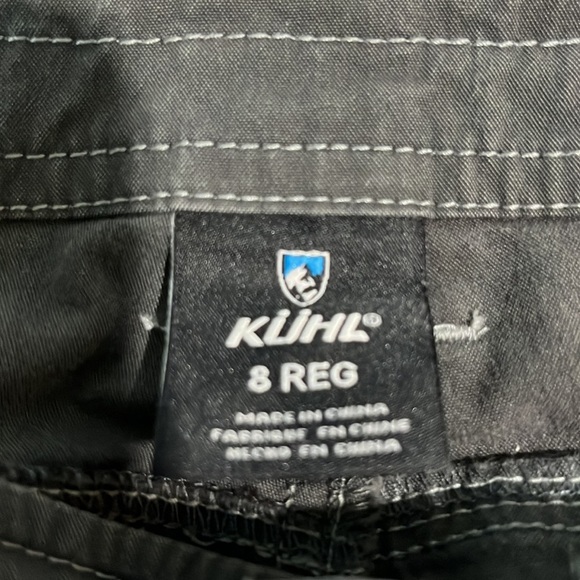 KÜHL®
8 REG
MADE IN CHINA
FABRIQUÉ EN CHINE
HECHO EN CHINA